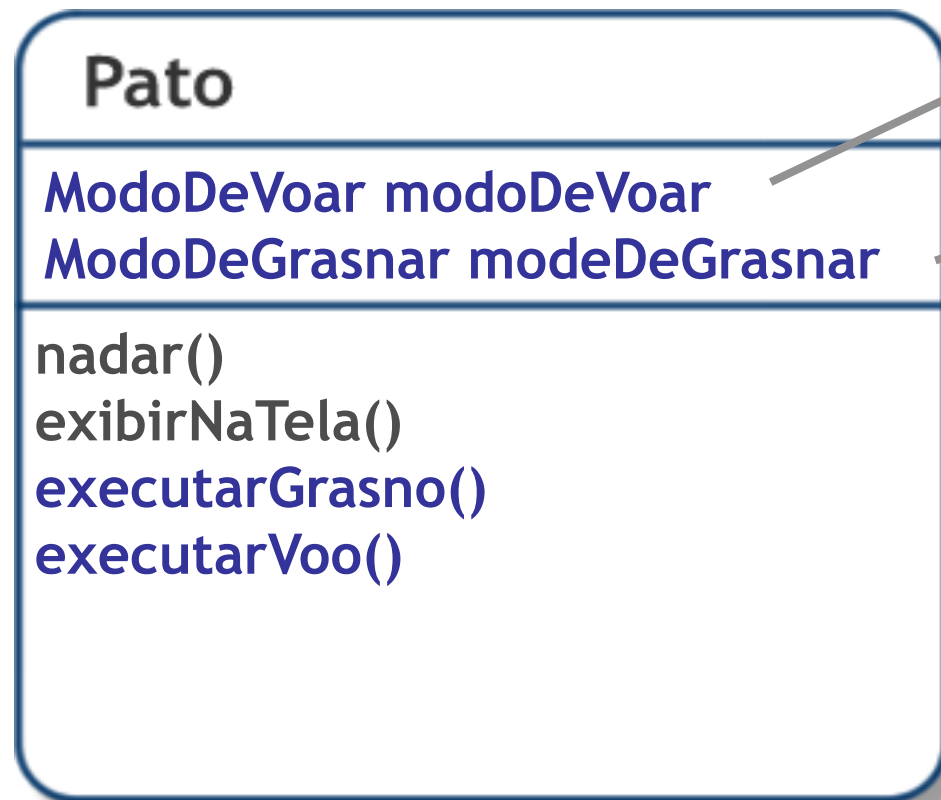 Pato
ModoDeVoar modoDeVoar
ModoDeGrasnar modeDeGrasnar
nadar()
exibirNaTela()
executarGrasno()
executarVoo()